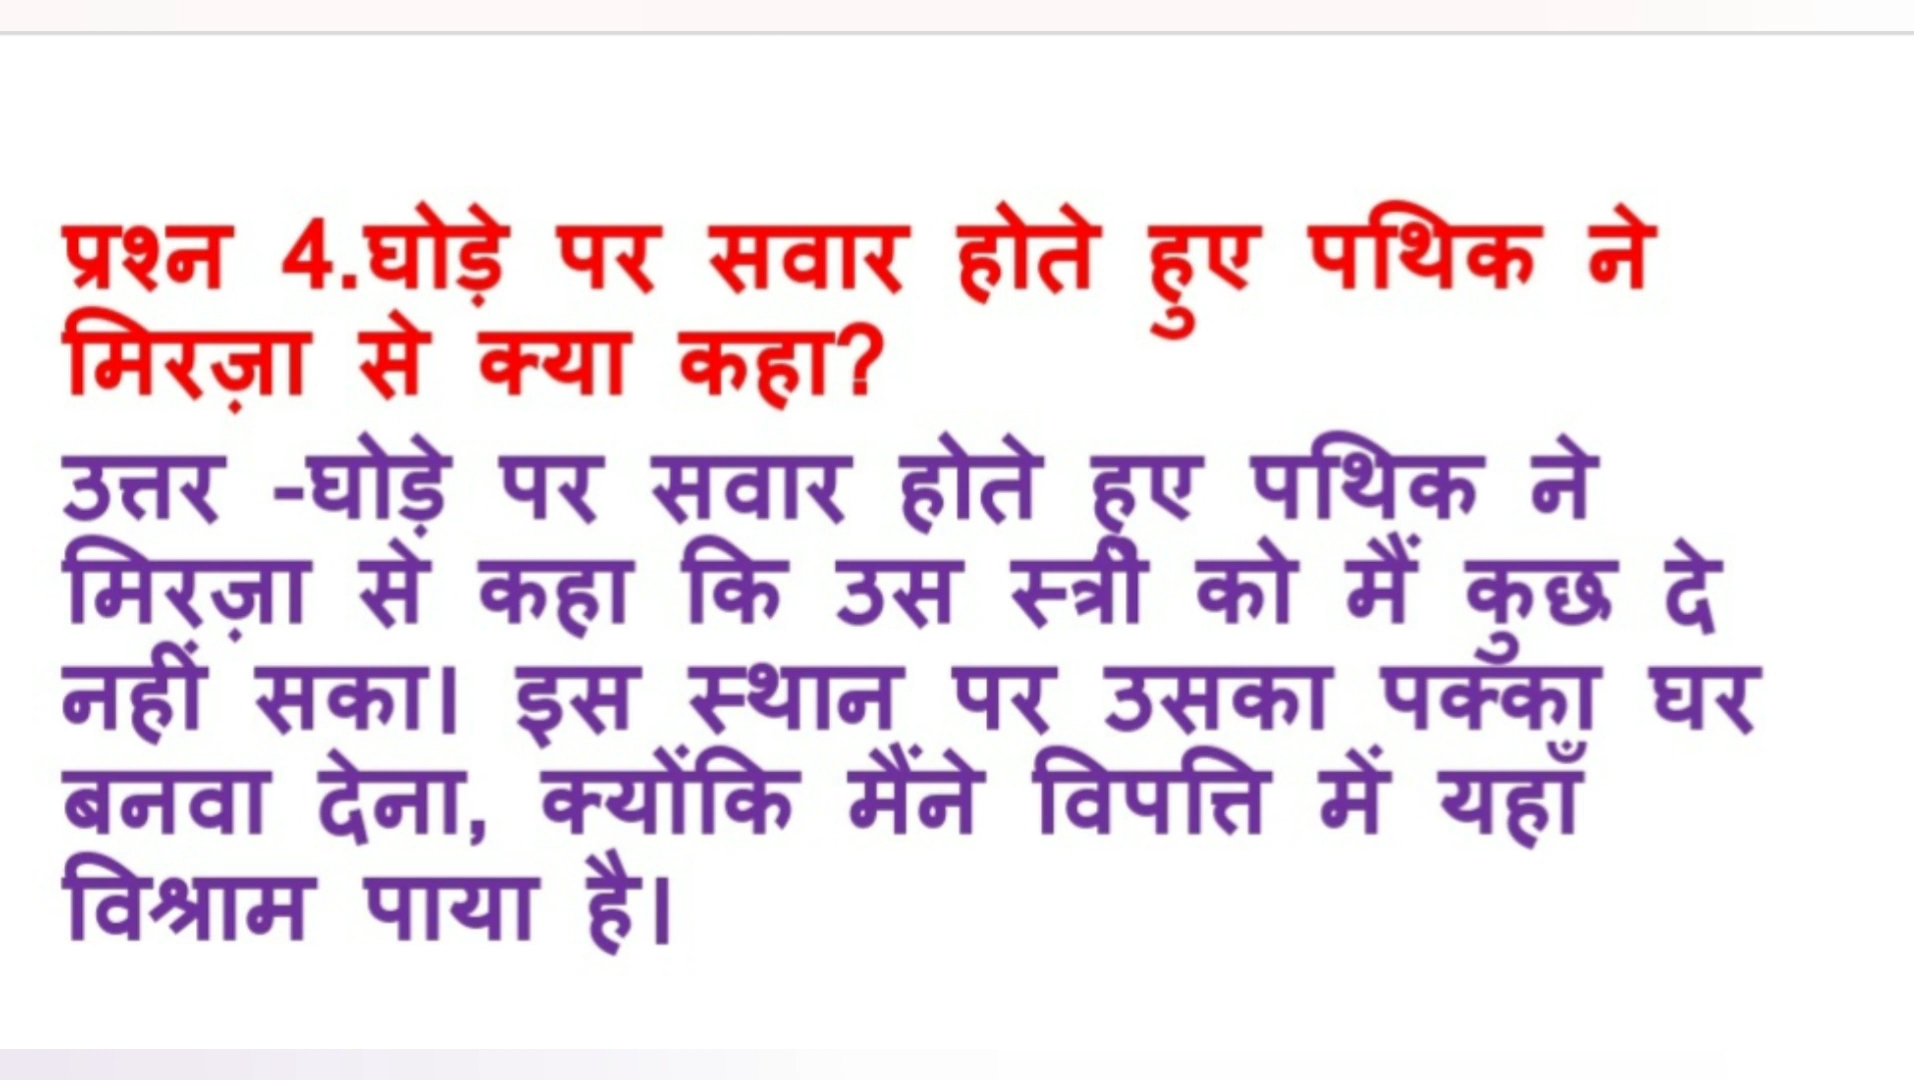 प्रश्न 4.घोड़े पर सवार होते हुए पथिक ने
मिरज़ा से क्या कहा?
उत्तर -घोड़े पर सवार होते हुए पथिक ने
मिरज़ा से कहा कि उस स्त्री को मैं कुछ दे
नहीं सका। इस स्थान पर उसका पक्का घर
बनवा देना, क्योंकि मैंने विपत्ति में यहाँ
विश्राम पाया है।